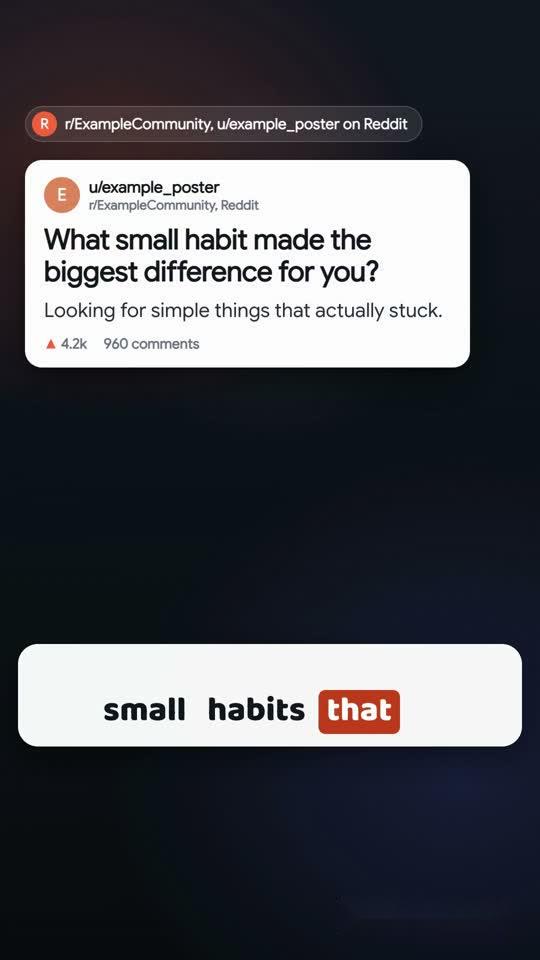 R r/ExampleCommunity, u/example_poster on Reddit
E u/example_poster
r/ExampleCommunity, Reddit
What small habit made the
biggest difference for you?
Looking for simple things that actually stuck.
▲ 4.2k 960 comments
small habits that